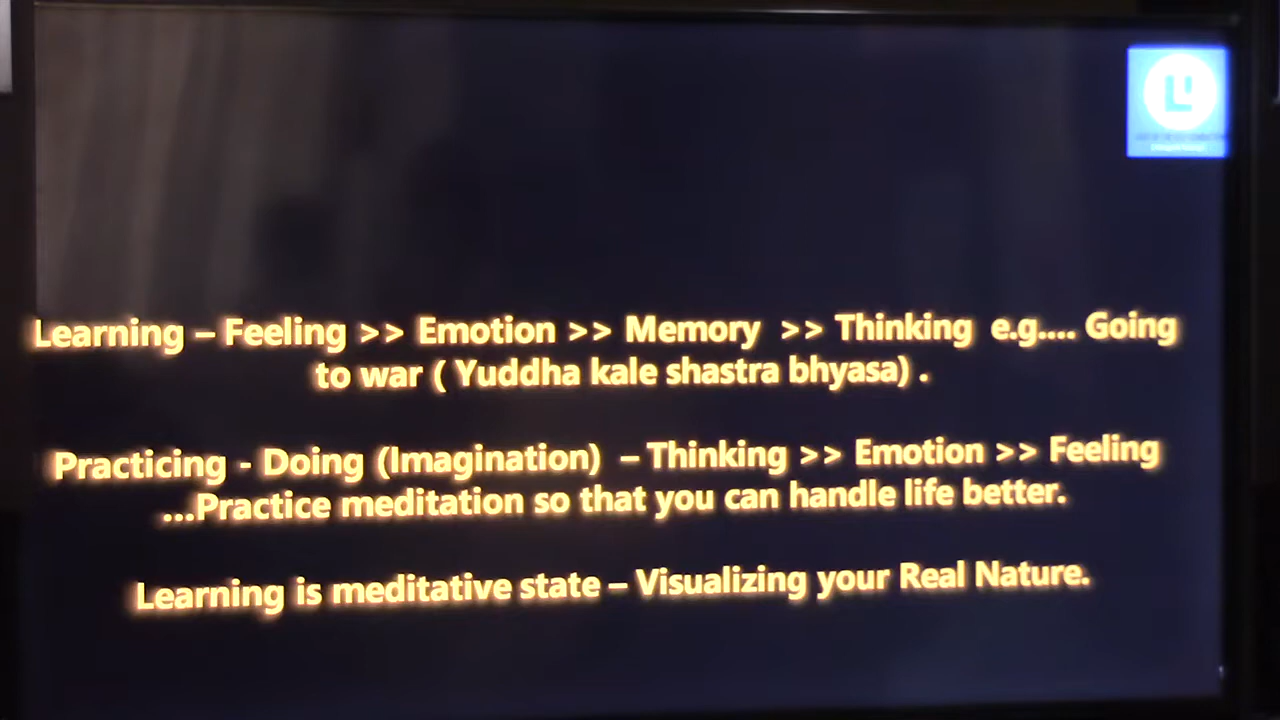 Learning – Feeling >> Emotion >> Memory >> Thinking e.g.... Going
to war ( Yuddha kale shastra bhyasa) .
Practicing - Doing (Imagination) – Thinking >> Emotion >> Feeling
...Practice meditation so that you can handle life better.
Learning is meditative state – Visualizing your Real Nature.